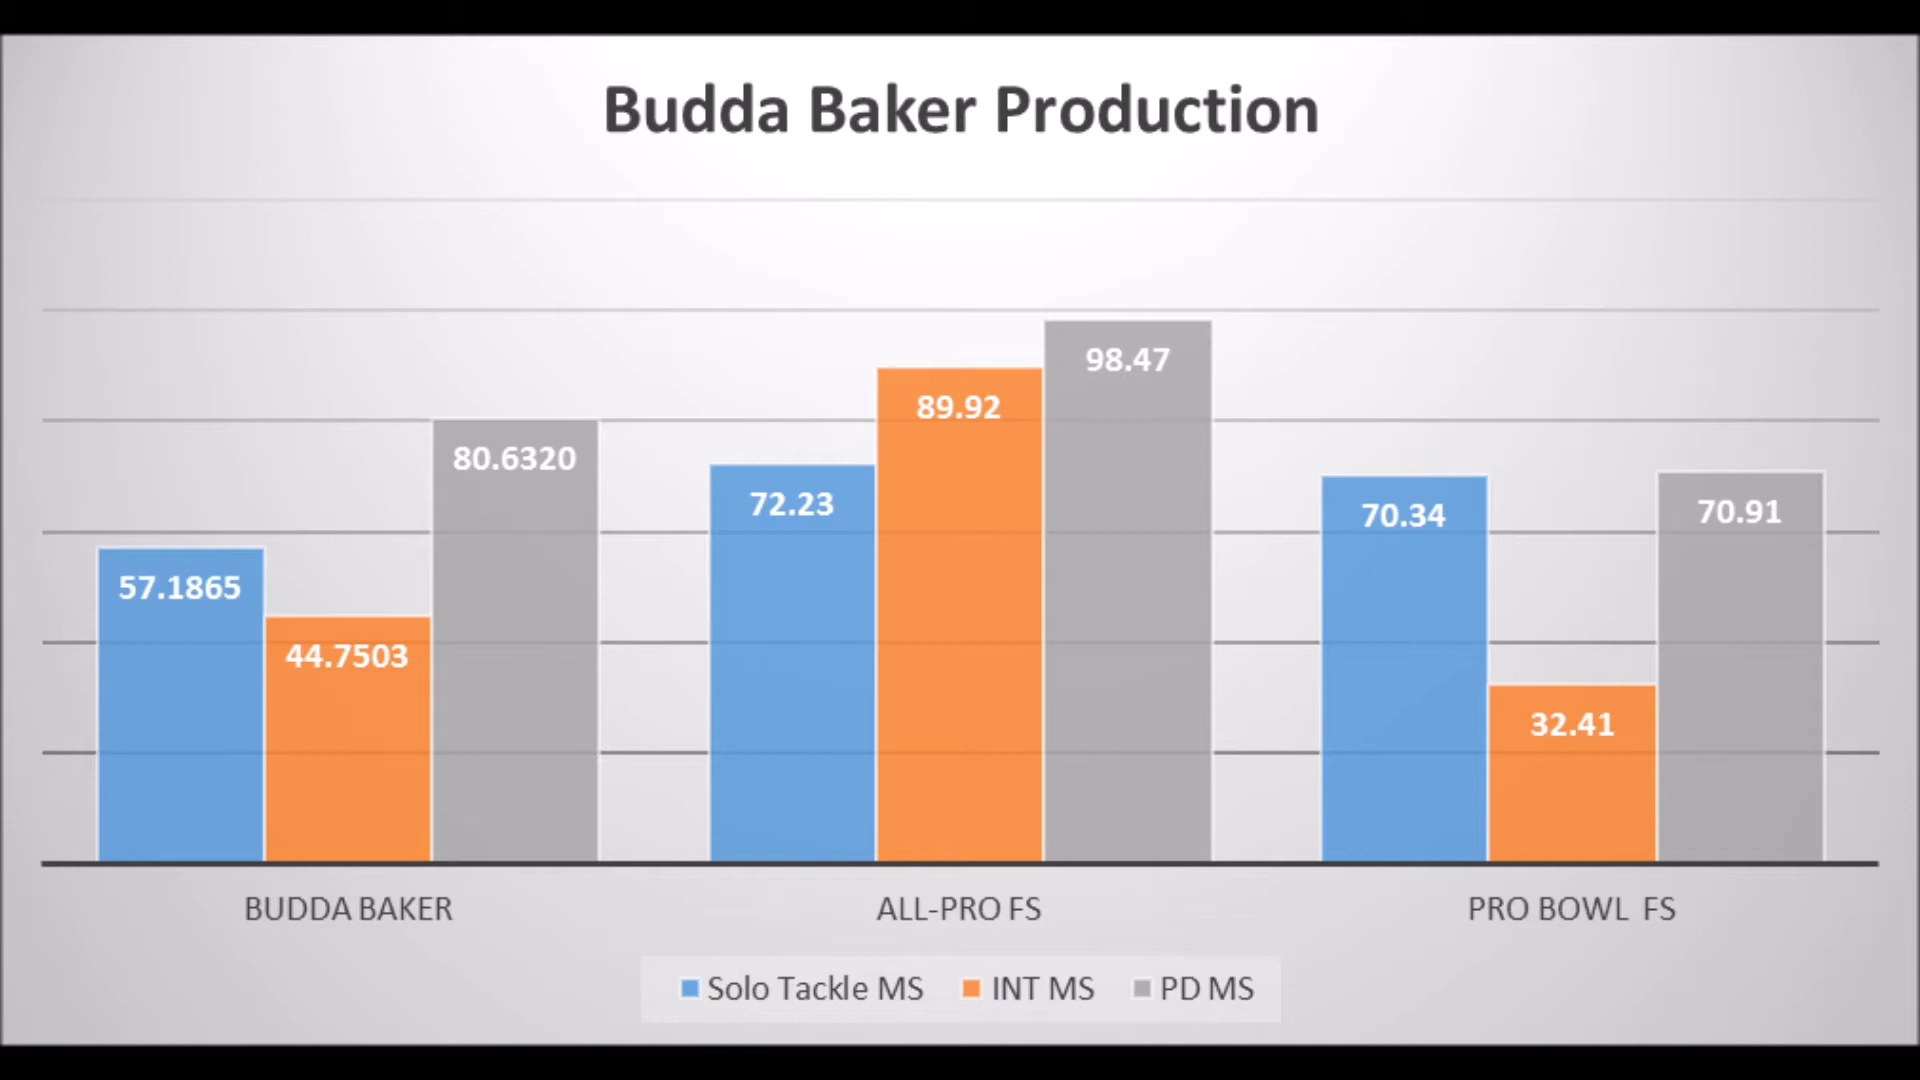 Budda Baker Production
57.1865
44.7503
80.6320
72.23
89.92
98.47
70.34
32.41
70.91
BUDDA BAKER
ALL-PRO FS
PRO BOWL FS
Solo Tackle MS INT MS PD MS